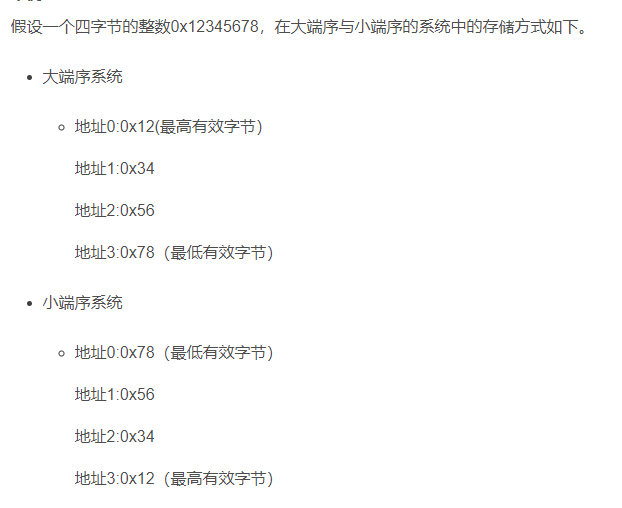 假设一个四字节的整数0x12345678，在大端序与小端序的系统中的存储方式如下。
大端序系统
地址0:0x12(最高有效字节）
地址1:0x34
地址2:0x56
地址3:0x78（最低有效字节）
小端序系统
地址0:0x78（最低有效字节）
地址1:0x56
地址2:0x34
地址3:0x12（最高有效字节）